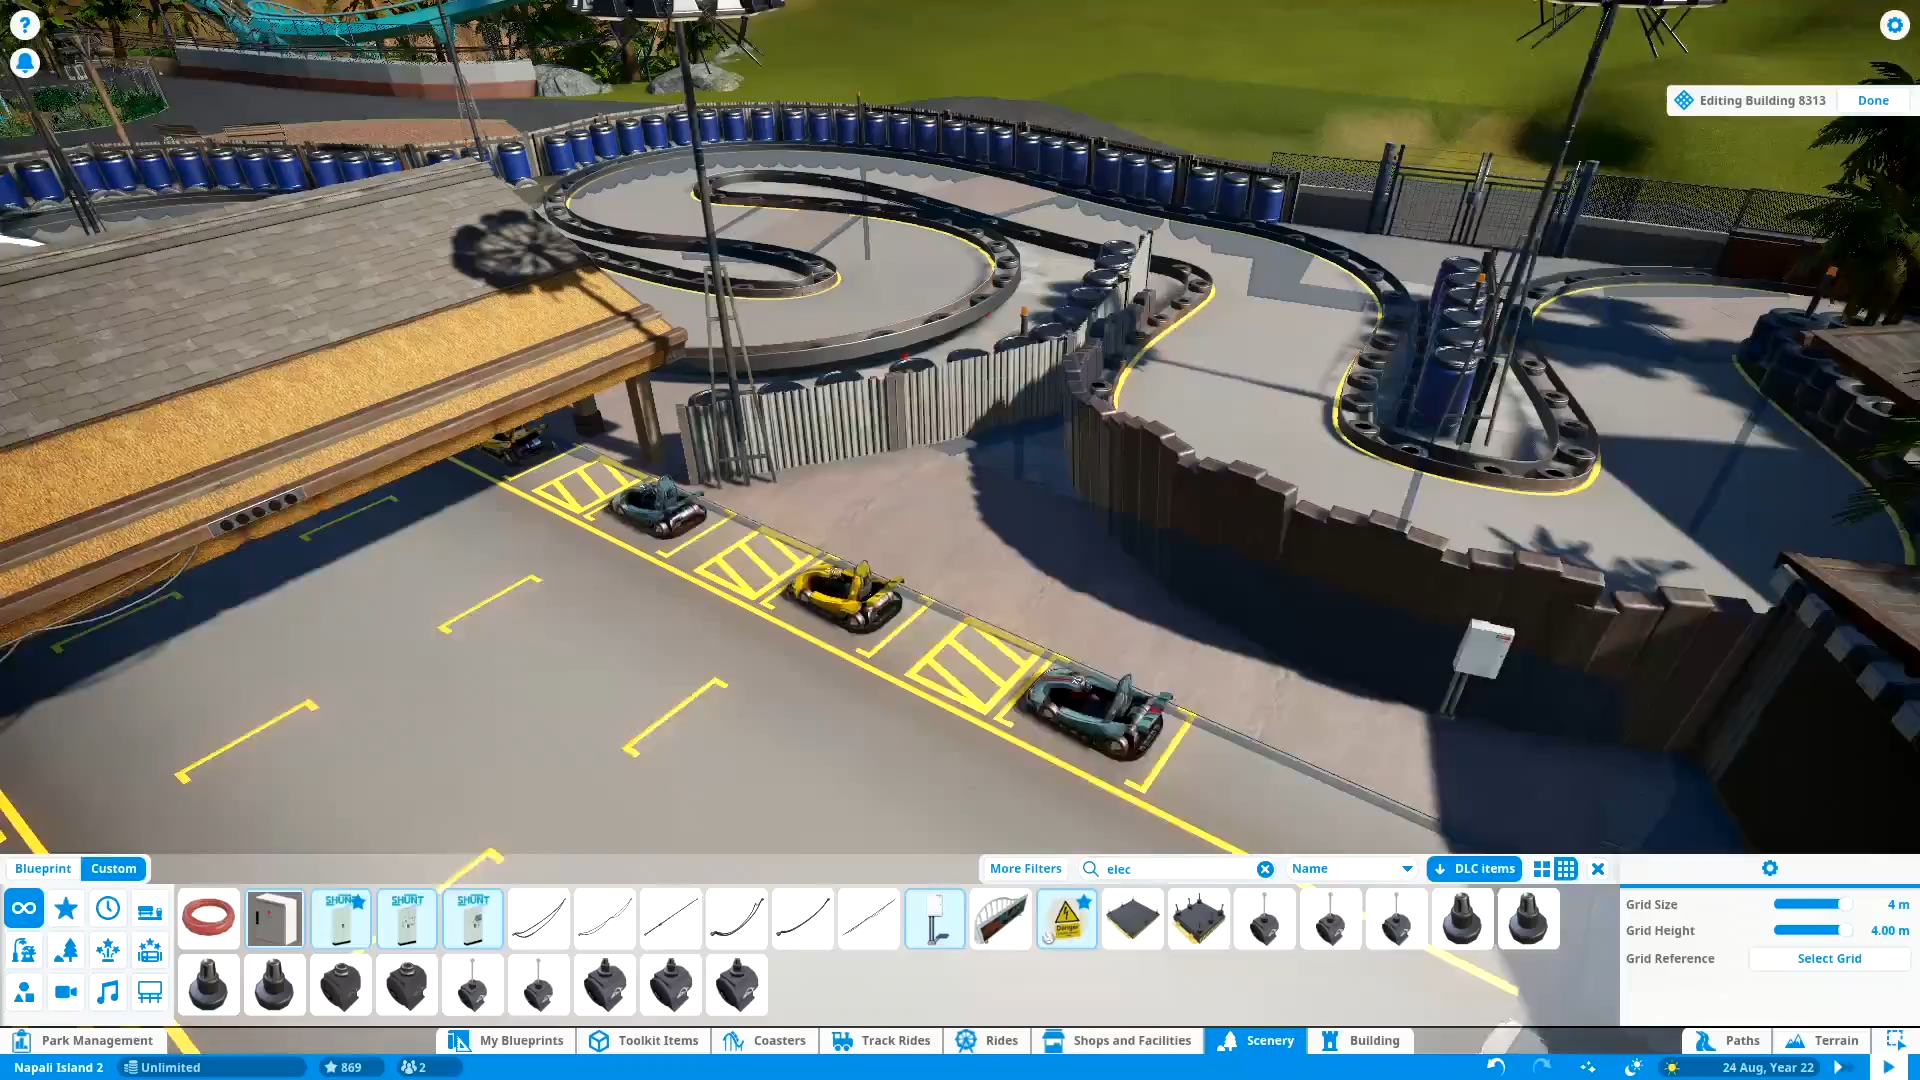 ?
Editing Building 8313
Done
Blueprint
Custom
More Filters
elec
Name
DLC items
SHUNT
SHUNT
SHUNT
Danger
Grid Size
4 m
Grid Height
4.00 m
Grid Reference
Select Grid
Park Management
My Blueprints
Toolkit Items
Coasters
Track Rides
Rides
Shops and Facilities
Scenery
Building
Paths
Terrain
Napali Island 2
Unlimited
869
2
24 Aug, Year 22